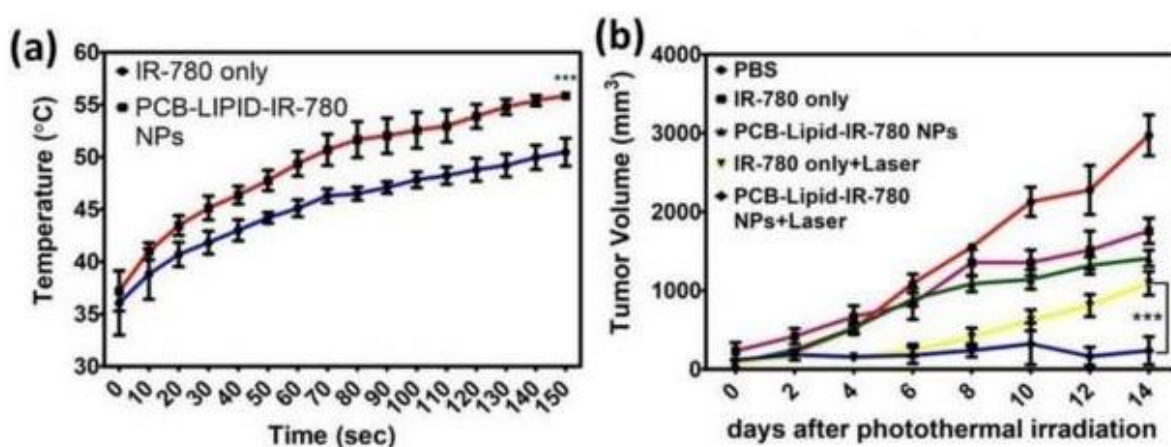 (a)
Temperature (°C)
60
55
50
45
40
35
30
IR-780 only
PCB-LIPID-IR-780
NPs
***
0
10
20
30
40
50
60
70
80
90
100
110
120
130
140
150
Time (sec)
(b)
Tumor Volume (mm³)
4000
3000
2000
1000
0
PBS
IR-780 only
PCB-Lipid-IR-780 NPs
IR-780 only+Laser
PCB-Lipid-IR-780
NPs+Laser
***
0
2
4
6
8
10
12
14
days after photothermal irradiation